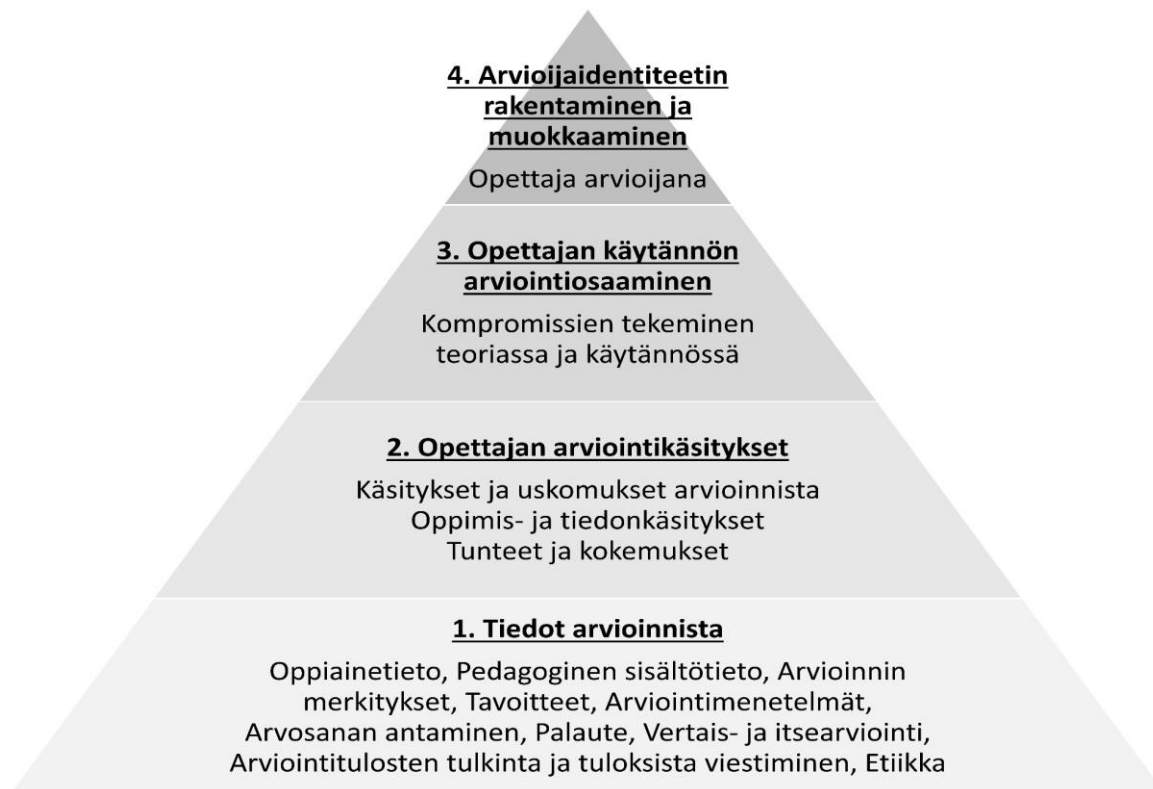 4. Arvioijaidentiteetin
rakentaminen ja
muokkaaminen
Opettaja arvioijana
3. Opettajan käytännön
arviointiosaaminen
Kompromissien tekeminen
teoriassa ja käytännössä
2. Opettajan arviointikäsitykset
Käsitykset ja uskomukset arvioinnista
Oppimis- ja tiedonkäsitykset
Tunteet ja kokemukset
1. Tiedot arvioinnista
Oppiainetieto, Pedagoginen sisältötieto, Arvioinnin
merkitykset, Tavoitteet, Arviointimenetelmät,
Arvosanan antaminen, Palaute, Vertais- ja itsearviointi,
Arviointitulosten tulkinta ja tuloksista viestiminen, Etiikka